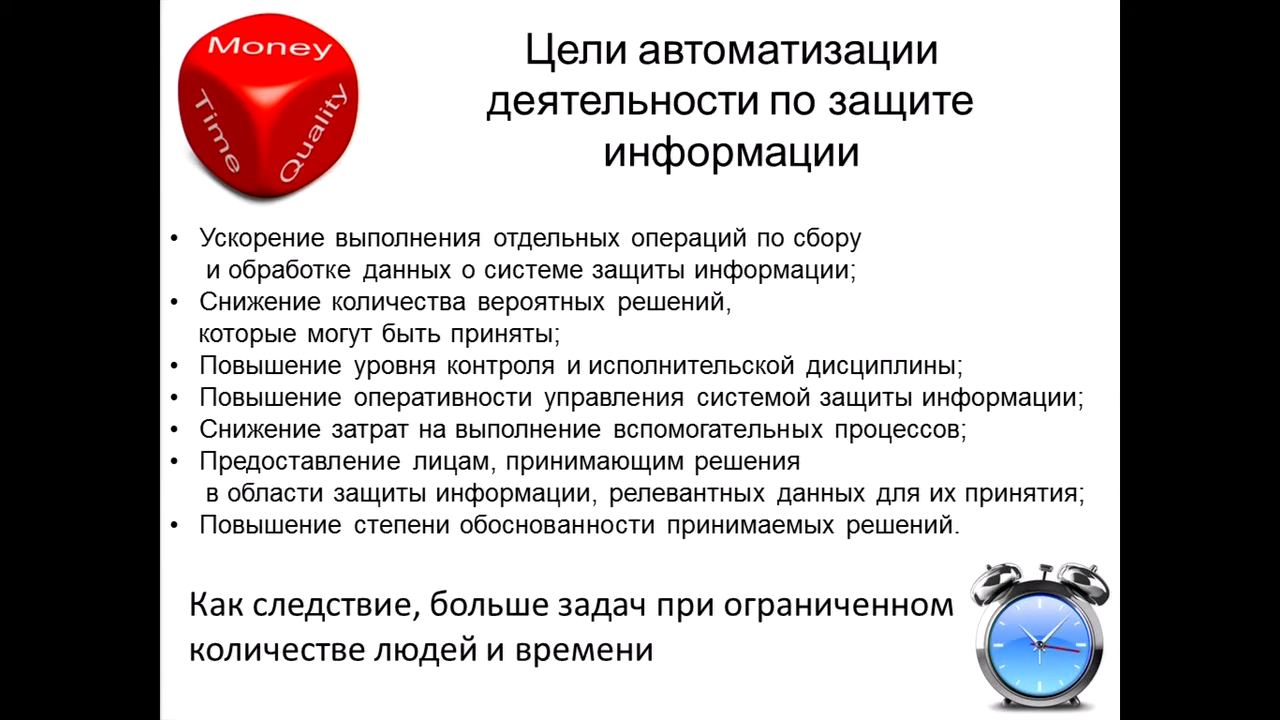 Money
Time
Quality
Цели автоматизации
деятельности по защите
информации
• Ускорение выполнения отдельных операций по сбору
и обработке данных о системе защиты информации;
• Снижение количества вероятных решений,
которые могут быть приняты;
• Повышение уровня контроля и исполнительской дисциплины;
• Повышение оперативности управления системой защиты информации;
• Снижение затрат на выполнение вспомогательных процессов;
• Предоставление лицам, принимающим решения
в области защиты информации, релевантных данных для их принятия;
• Повышение степени обоснованности принимаемых решений.
Как следствие, больше задач при ограниченном
количестве людей и времени